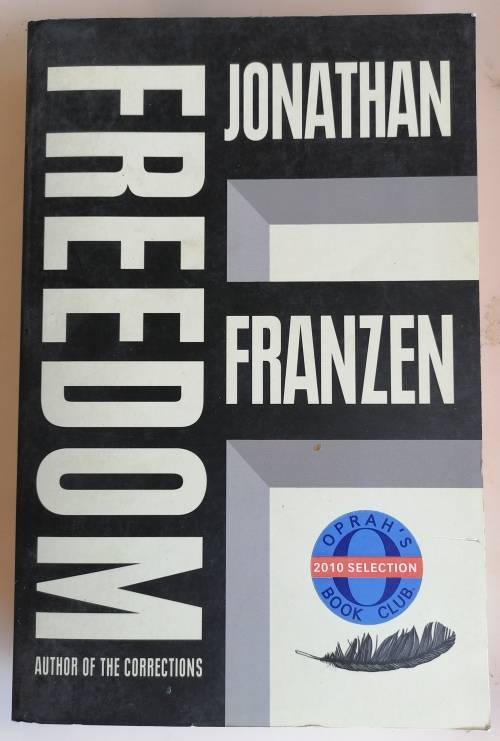 FREEDOM
JONATHAN
FRANZEN
OPRAH'S
O
2010 SELECTION
BOOK CLUB
AUTHOR OF THE CORRECTIONS